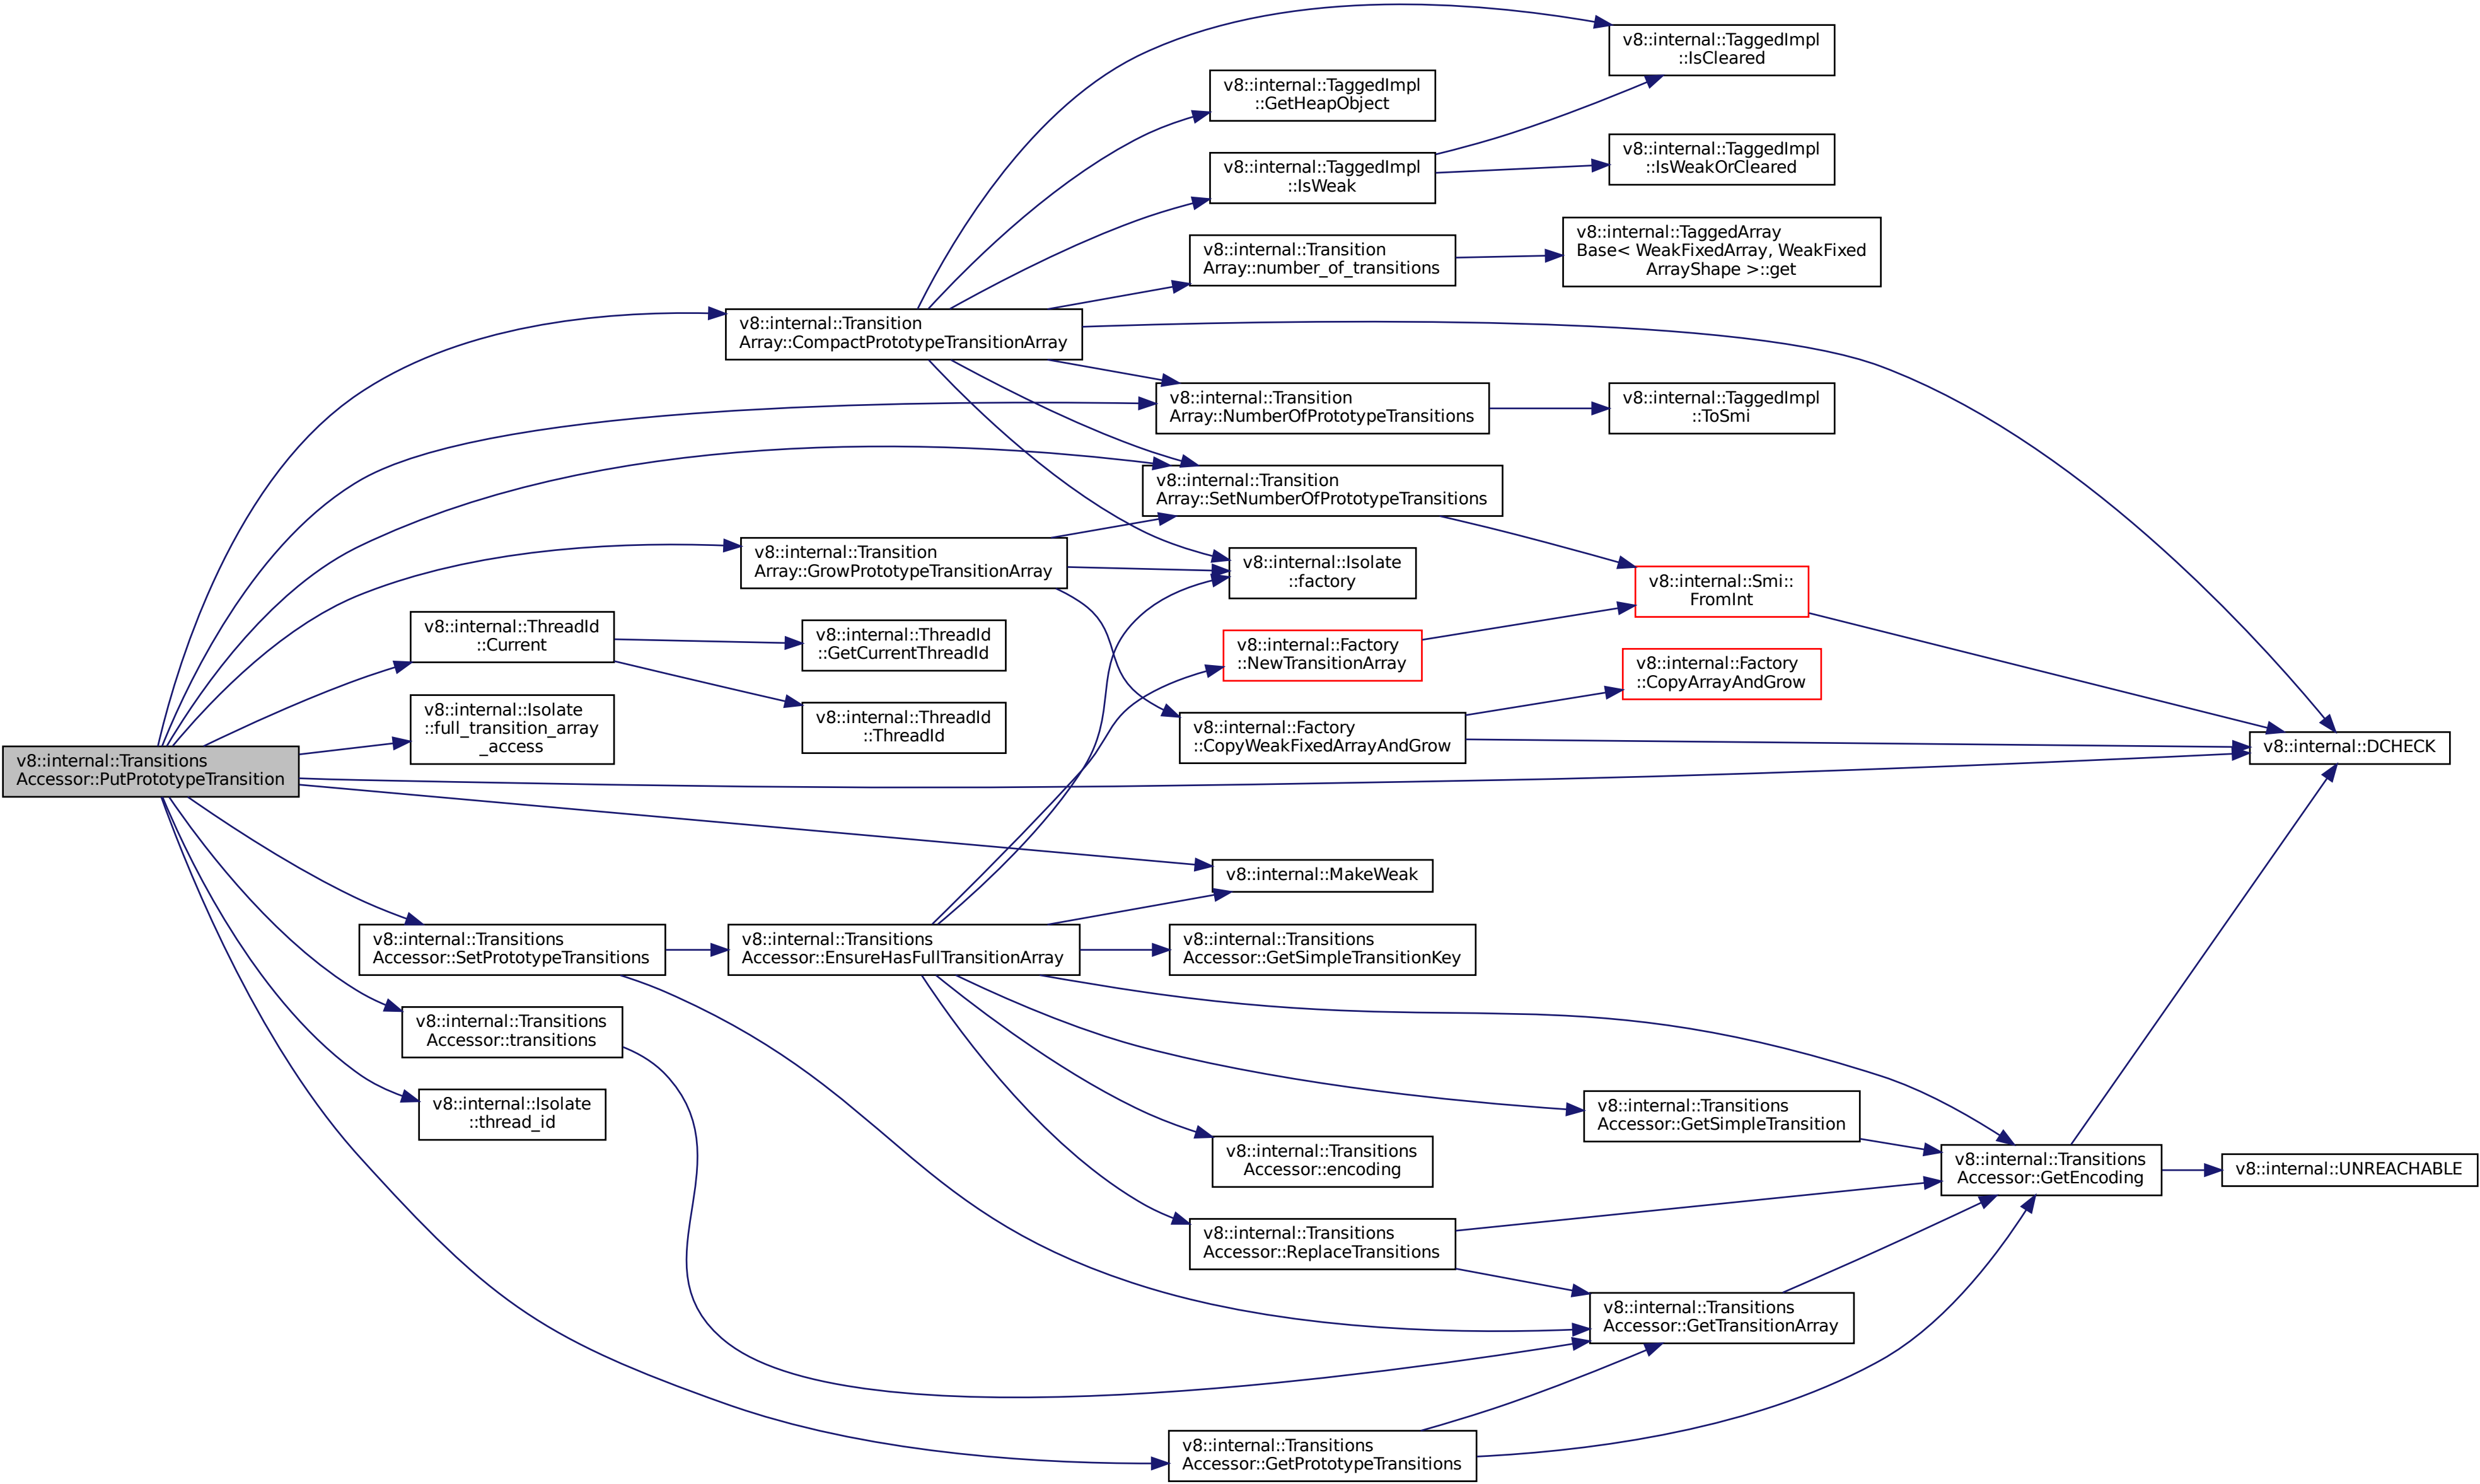 v8::internal::TaggedImpl
::IsCleared
v8::internal::TaggedImpl
::GetHeapObject
v8::internal::TaggedImpl
::IsWeakOrCleared
v8::internal::TaggedImpl
::IsWeak
v8::internal::TaggedArray
Base< WeakFixedArray, WeakFixed
ArrayShape >::get
v8::internal::Transition
Array::number_of_transitions
v8::internal::Transition
Array::CompactPrototypeTransitionArray
v8::internal::Transition
Array::NumberOfPrototypeTransitions
v8::internal::TaggedImpl
::ToSmi
v8::internal::Transition
Array::SetNumberOfPrototypeTransitions
v8::internal::Transition
Array::GrowPrototypeTransitionArray
v8::internal::Isolate
::factory
v8::internal::Smi::
FromInt
v8::internal::ThreadId
::Current
v8::internal::ThreadId
::GetCurrentThreadId
v8::internal::Factory
::NewTransitionArray
v8::internal::Factory
::CopyArrayAndGrow
v8::internal::Isolate
::full_transition_array
_access
v8::internal::ThreadId
::ThreadId
v8::internal::Factory
::CopyWeakFixedArrayAndGrow
v8::internal::DCHECK
v8::internal::Transitions
Accessor::PutPrototypeTransition
v8::internal::MakeWeak
v8::internal::Transitions
Accessor::SetPrototypeTransitions
v8::internal::Transitions
Accessor::EnsureHasFullTransitionArray
v8::internal::Transitions
Accessor::GetSimpleTransitionKey
v8::internal::Transitions
Accessor::transitions
v8::internal::Isolate
::thread_id
v8::internal::Transitions
Accessor::GetSimpleTransition
v8::internal::Transitions
Accessor::encoding
v8::internal::Transitions
Accessor::GetEncoding
v8::internal::UNREACHABLE
v8::internal::Transitions
Accessor::ReplaceTransitions
v8::internal::Transitions
Accessor::GetTransitionArray
v8::internal::Transitions
Accessor::GetPrototypeTransitions